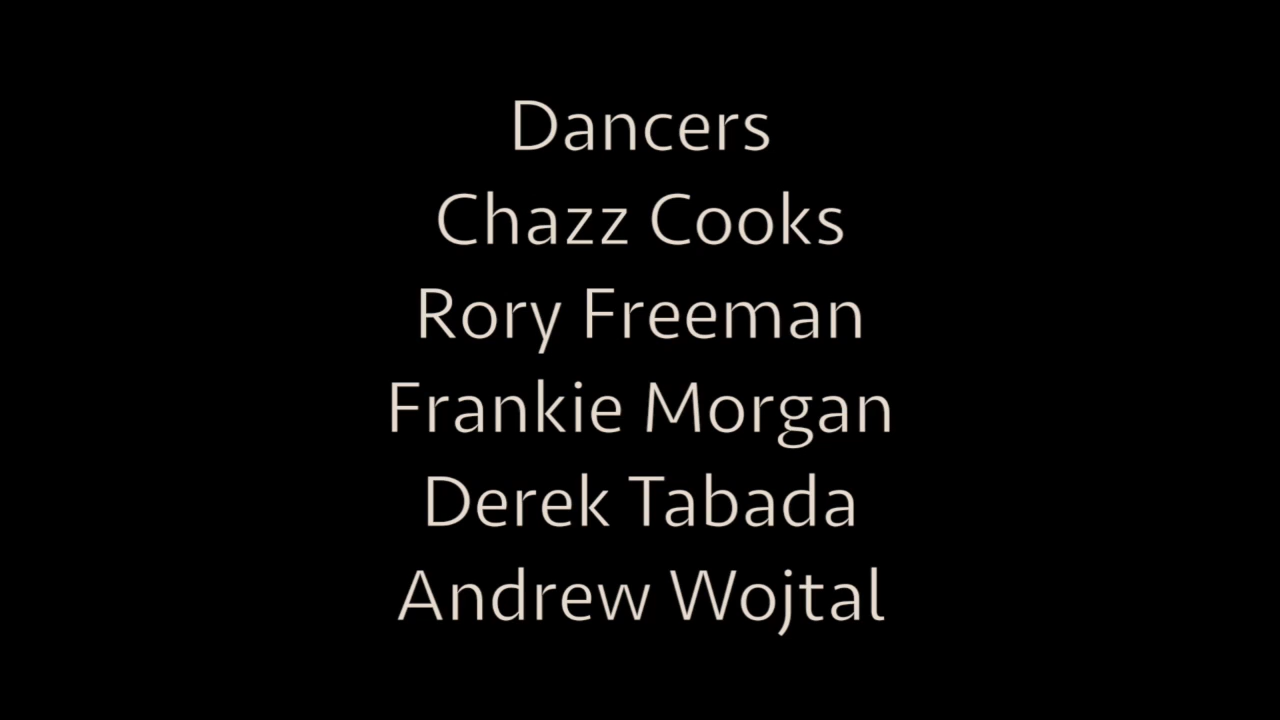 Dancers
Chazz Cooks
Rory Freeman
Frankie Morgan
Derek Tabada
Andrew Wojtal